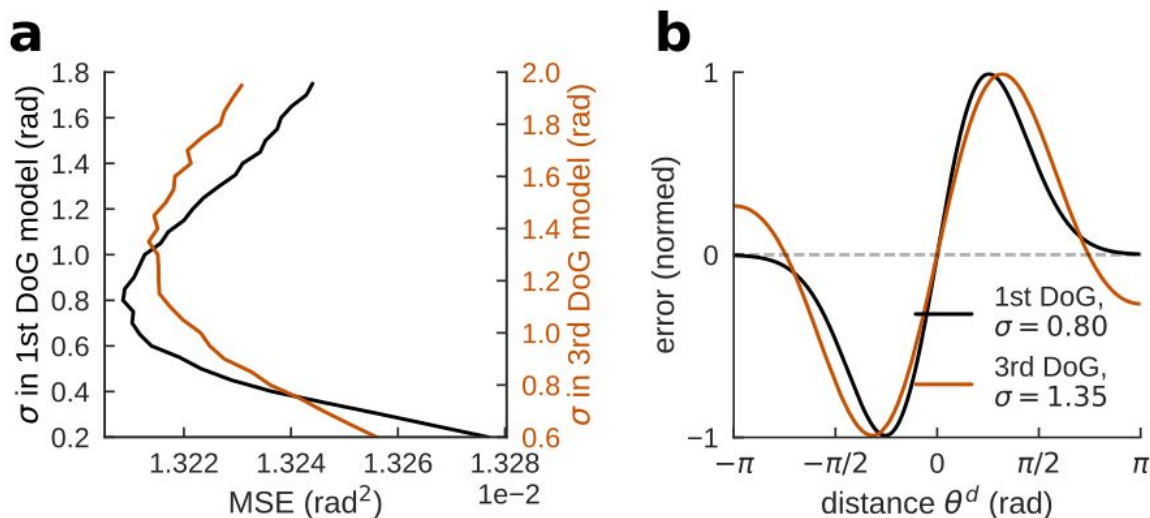 a
1.8
1.6
1.4
1.2
1.0
0.8
0.6
0.4
0.2
σ in 1st DoG model (rad)
2.0
1.8
1.6
1.4
1.2
1.0
0.8
0.6
σ in 3rd DoG model (rad)
1.322 1.324 1.326 1.328
1e−2
MSE (rad²)
b
1
0
−1
error (normed)
1st DoG,
σ = 0.80
3rd DoG,
σ = 1.35
−π −π/2 0 π/2 π
distance θᵈ (rad)